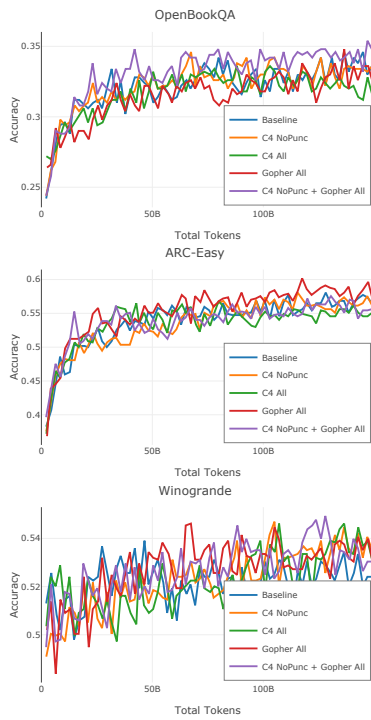 OpenBookQA
0.35
0.3
0.25
Accuracy
Baseline
C4 NoPunc
C4 All
Gopher All
C4 NoPunc + Gopher All
0
50B
100B
Total Tokens
ARC-Easy
0.6
0.55
0.5
0.45
0.4
Accuracy
Baseline
C4 NoPunc
C4 All
Gopher All
C4 NoPunc + Gopher All
0
50B
100B
Total Tokens
Winogrande
0.54
0.52
0.5
Accuracy
Baseline
C4 NoPunc
C4 All
Gopher All
C4 NoPunc + Gopher All
0
50B
100B
Total Tokens